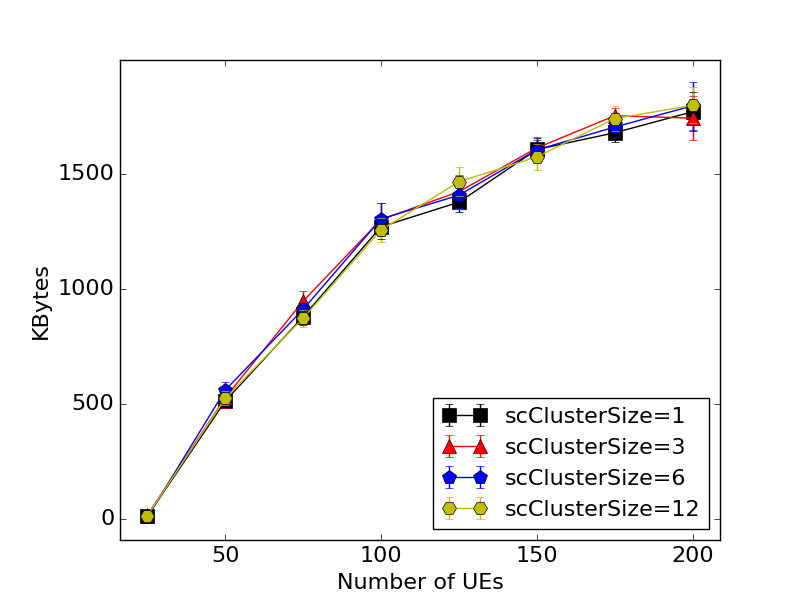 1500
1000
500
0
KBytes
50 100 150 200
Number of UEs
scClusterSize=1
scClusterSize=3
scClusterSize=6
scClusterSize=12